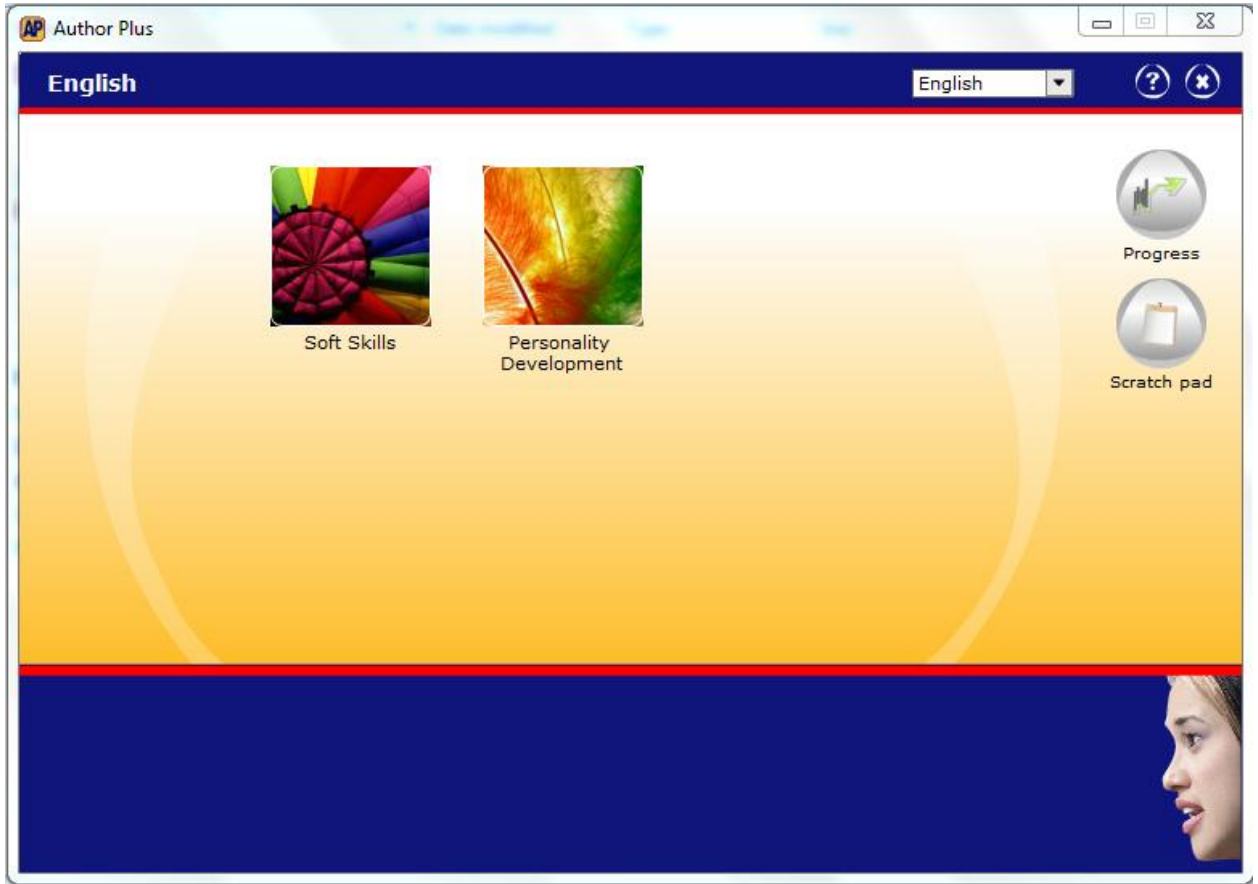 AP Author Plus
English
English
?
Progress
Scratch pad
Soft Skills
Personality
Development